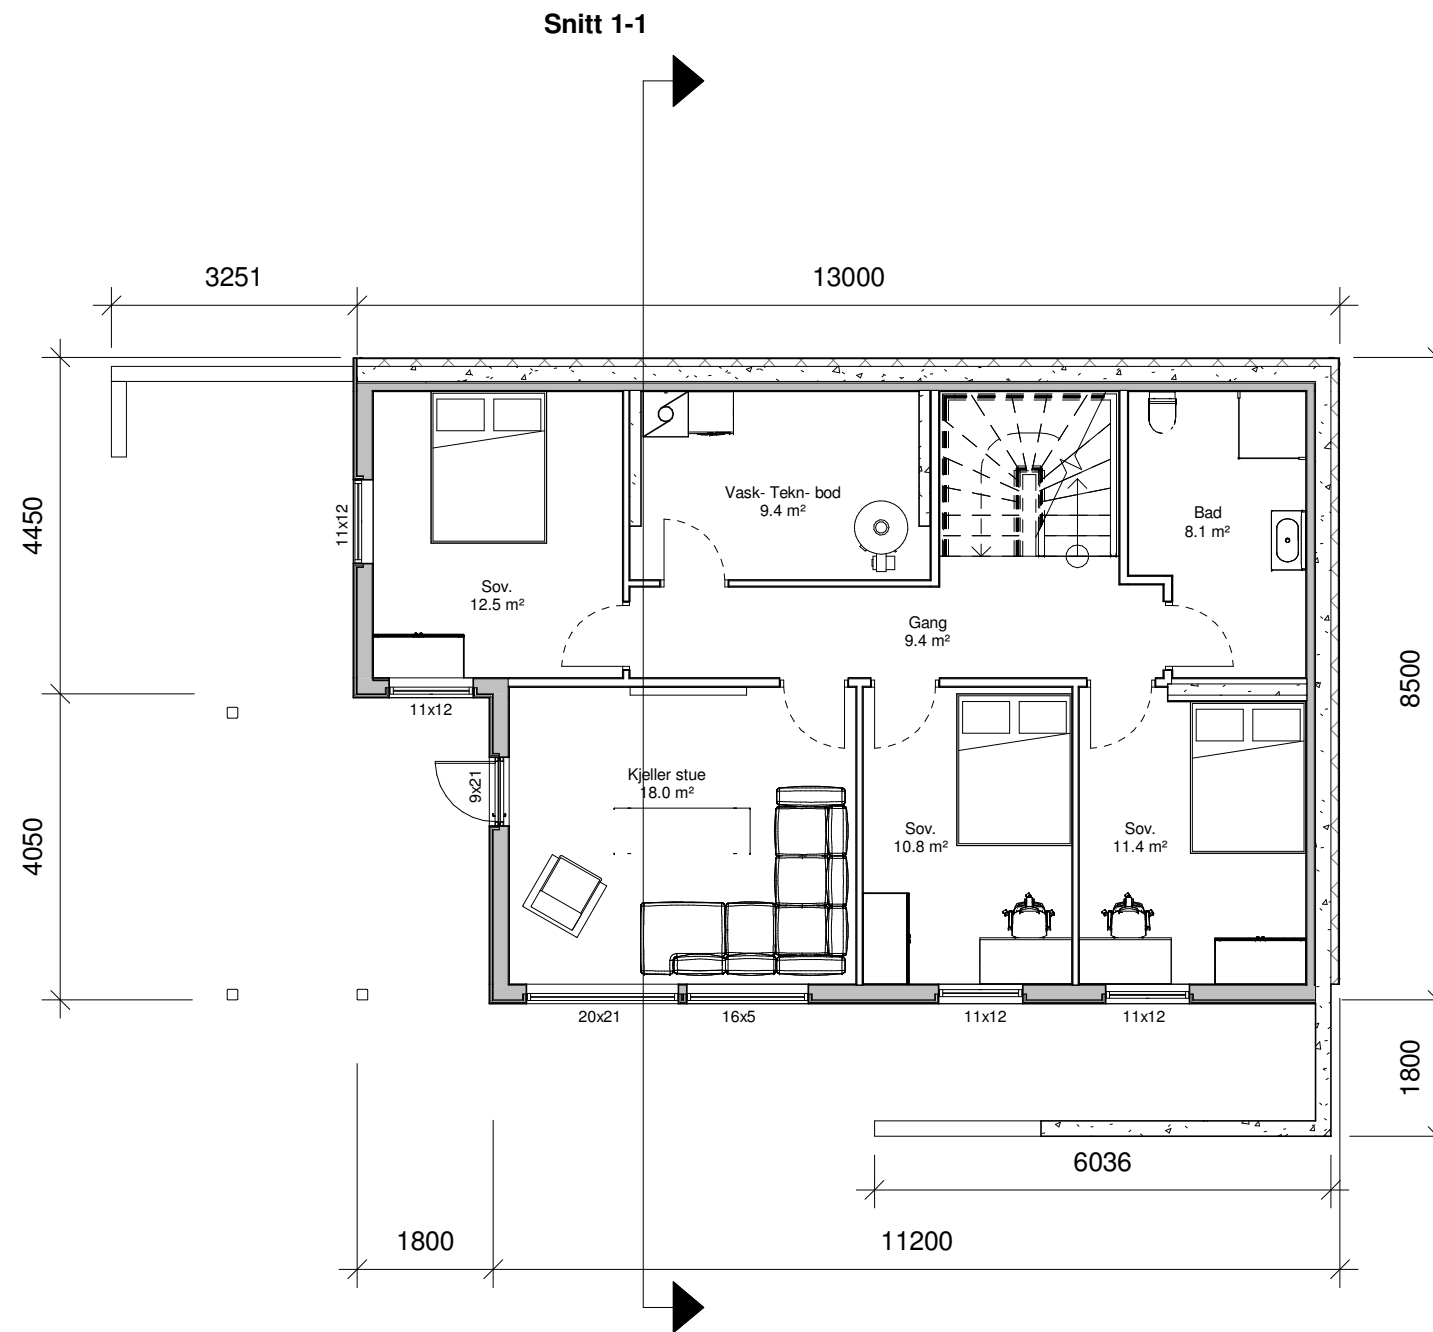 Snitt 1-1
3251
13000
4450
11x12
Vask- Tekn- bod
9.4 m²
Bad
8.1 m²
Sov.
12.5 m²
Gang
9.4 m²
8500
11x12
4050
9x21
Kjeller stue
18.0 m²
Sov.
10.8 m²
Sov.
11.4 m²
20x21
16x5
11x12
11x12
1800
6036
1800
11200